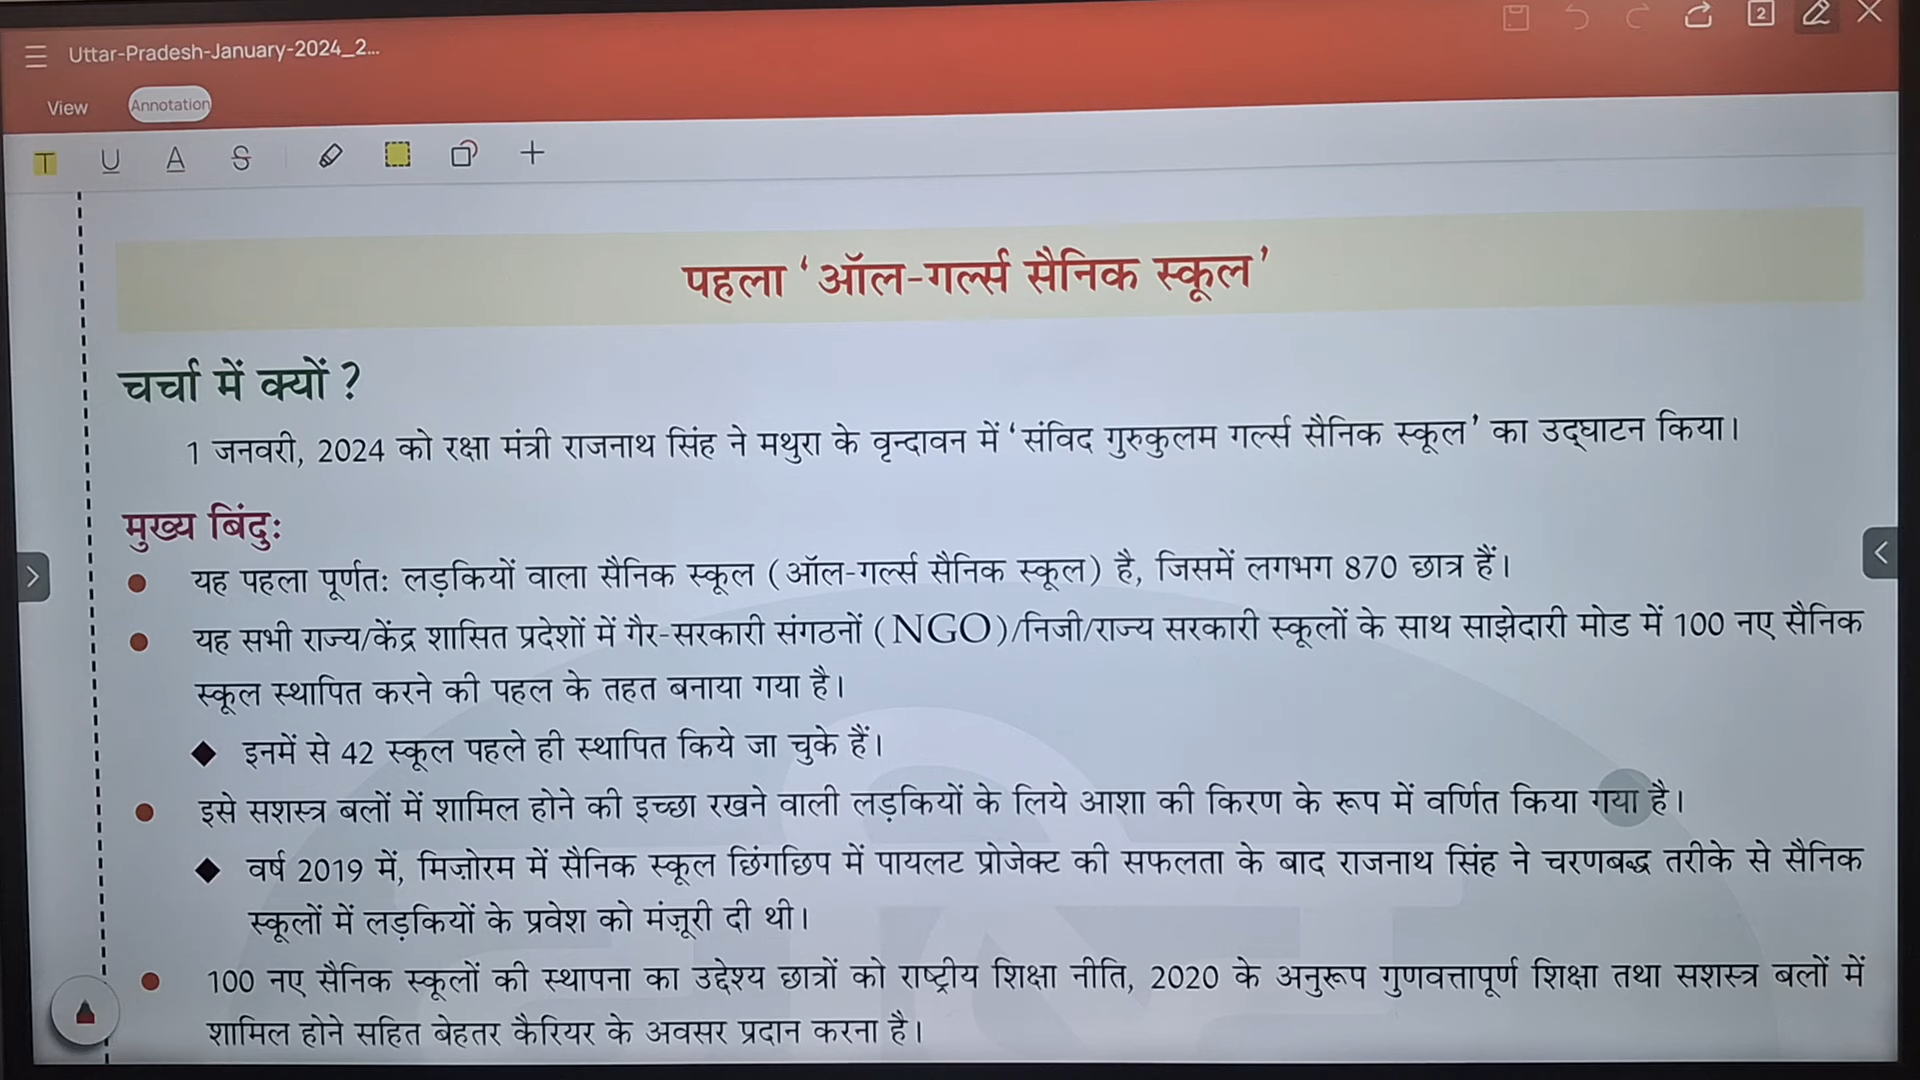 Uttar-Pradesh-January-2024_2...
2
View
Annotation
T U A S
पहला ‘ऑल-गर्ल्स सैनिक स्कूल’
चर्चा में क्यों ?
1 जनवरी, 2024 को रक्षा मंत्री राजनाथ सिंह ने मथुरा के वृन्दावन में ‘संविद गुरुकुलम गर्ल्स सैनिक स्कूल’ का उद्घाटन किया।
मुख्य बिंदु:
यह पहला पूर्णतः लड़कियों वाला सैनिक स्कूल (ऑल-गर्ल्स सैनिक स्कूल) है, जिसमें लगभग 870 छात्र हैं।
यह सभी राज्य/केंद्र शासित प्रदेशों में गैर-सरकारी संगठनों (NGO)/निजी/राज्य सरकारी स्कूलों के साथ साझेदारी मोड में 100 नए सैनिक
स्कूल स्थापित करने की पहल के तहत बनाया गया है।
इनमें से 42 स्कूल पहले ही स्थापित किये जा चुके हैं।
इसे सशस्त्र बलों में शामिल होने की इच्छा रखने वाली लड़कियों के लिये आशा की किरण के रूप में वर्णित किया गया है।
वर्ष 2019 में, मिज़ोरम में सैनिक स्कूल छिंगछिप में पायलट प्रोजेक्ट की सफलता के बाद राजनाथ सिंह ने चरणबद्ध तरीके से सैनिक
स्कूलों में लड़कियों के प्रवेश को मंज़ूरी दी थी।
100 नए सैनिक स्कूलों की स्थापना का उद्देश्य छात्रों को राष्ट्रीय शिक्षा नीति, 2020 के अनुरूप गुणवत्तापूर्ण शिक्षा तथा सशस्त्र बलों में
शामिल होने सहित बेहतर कैरियर के अवसर प्रदान करना है।